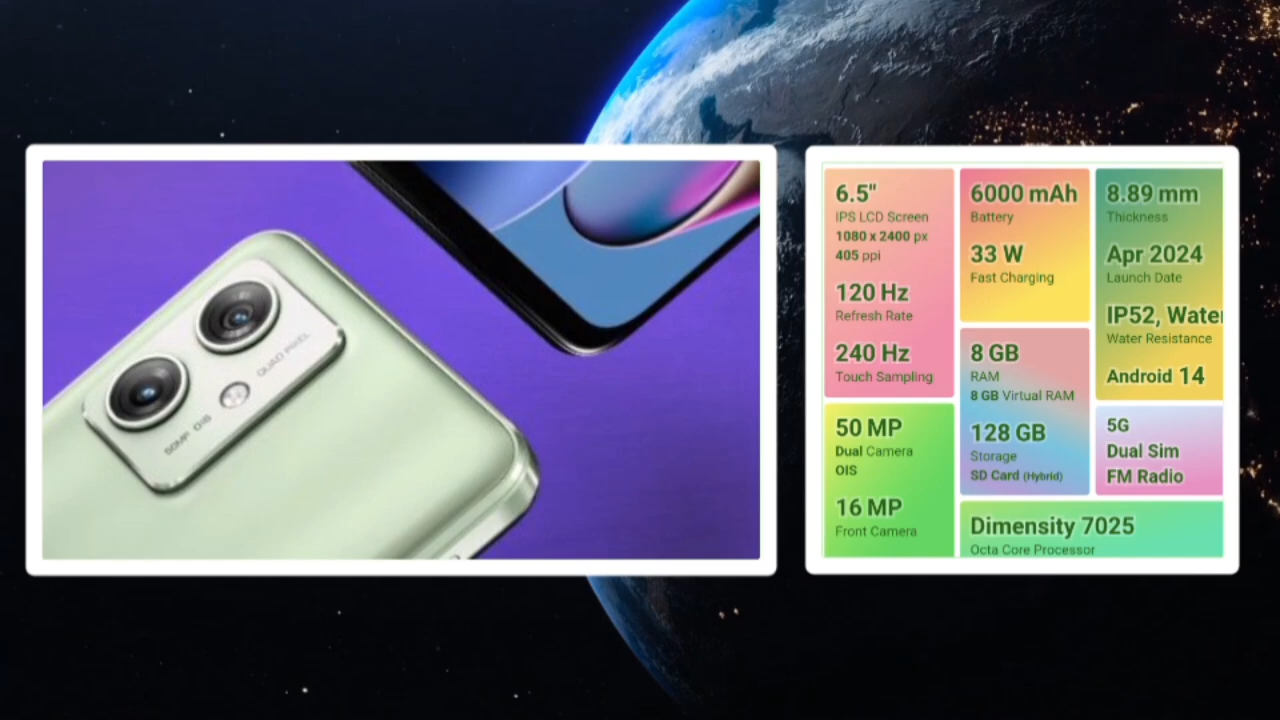 50MP OIS
QUAD PIXEL
6.5"
IPS LCD Screen
1080 x 2400 px
405 ppi
120 Hz
Refresh Rate
240 Hz
Touch Sampling
50 MP
Dual Camera
OIS
16 MP
Front Camera
6000 mAh
Battery
33 W
Fast Charging
8 GB
RAM
8 GB Virtual RAM
128 GB
Storage
SD Card (Hybrid)
8.89 mm
Thickness
Apr 2024
Launch Date
IP52, Water
Water Resistance
Android 14
5G
Dual Sim
FM Radio
Dimensity 7025
Octa Core Processor